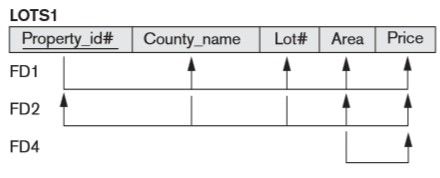 LOTS1
Property_id# County_name Lot# Area Price
FD1
FD2
FD4